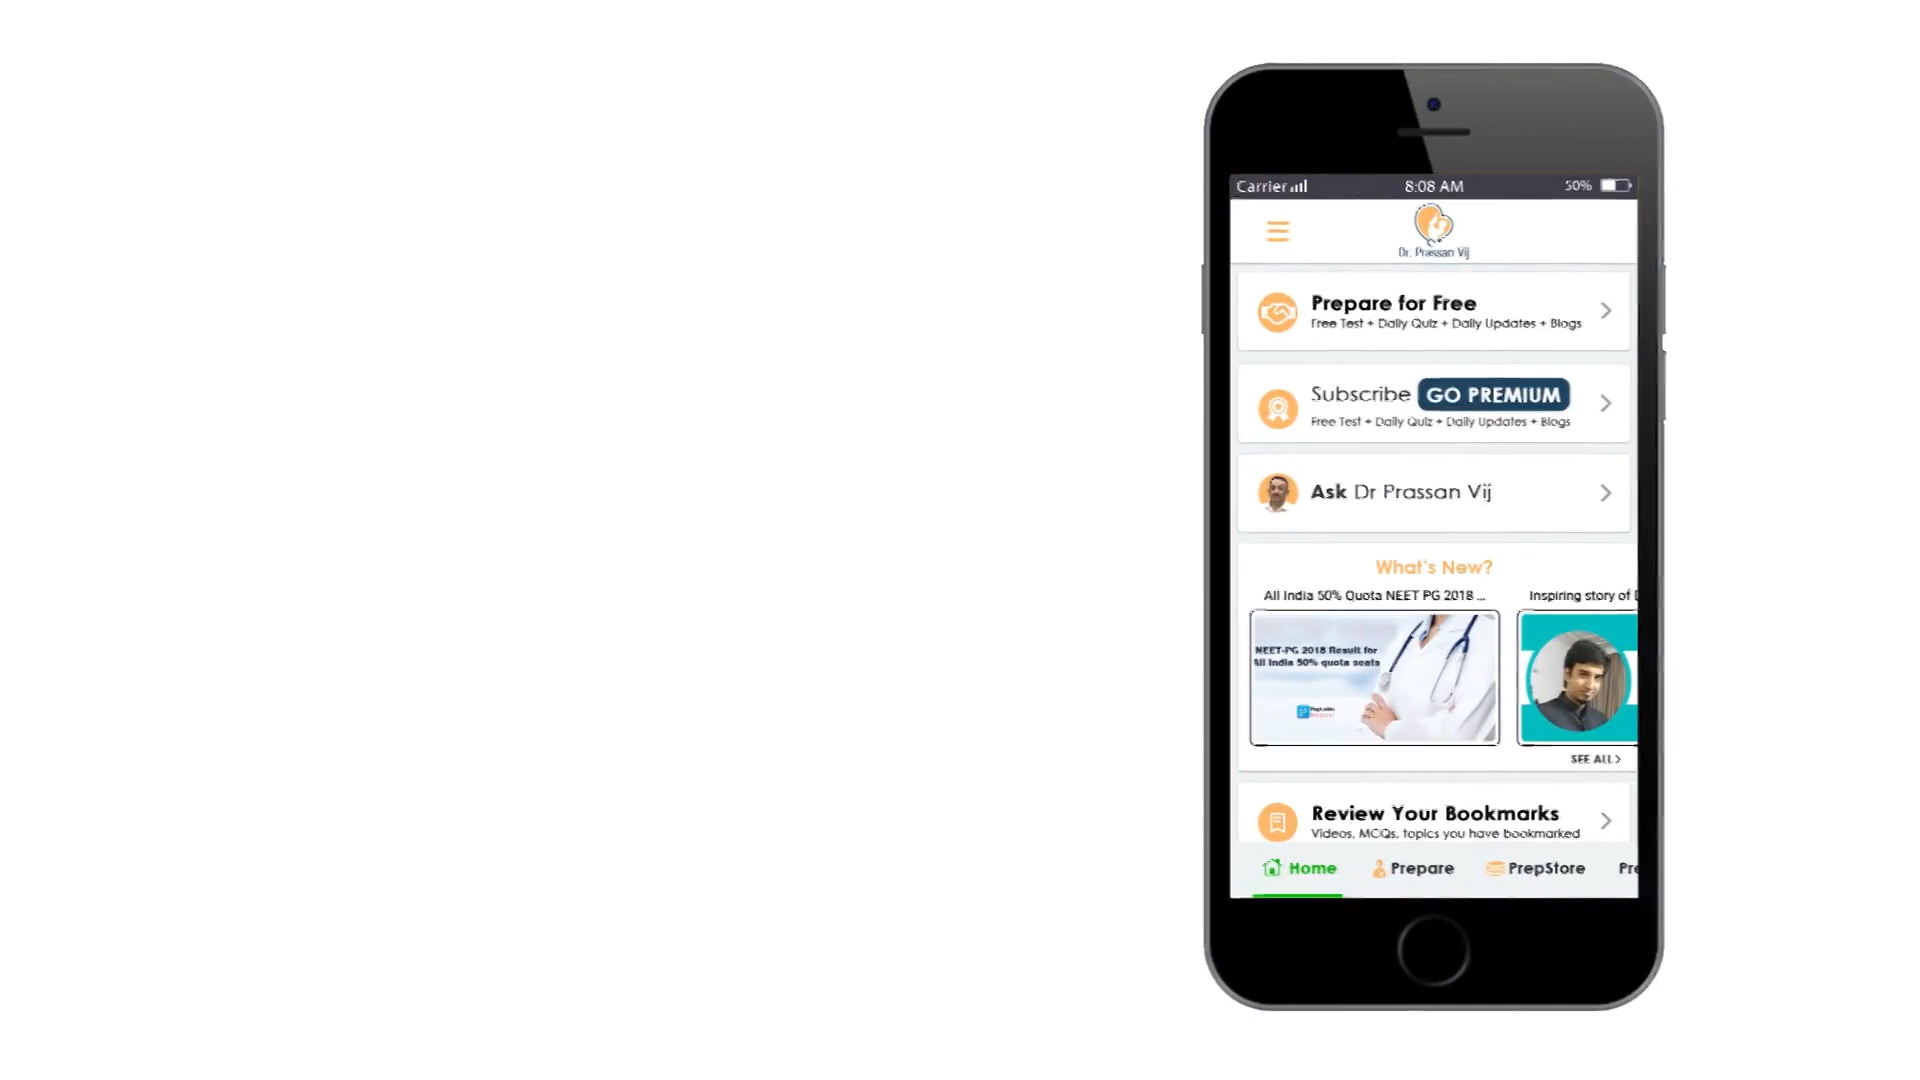 Carrier 8:08 AM 50%
Dr. Prassan Vij
Prepare for Free
Free Test + Daily Quiz + Daily Updates + Blogs
Subscribe GO PREMIUM
Free Test + Daily Quiz + Daily Updates + Blogs
Ask Dr Prassan Vij
What's New?
All India 50% Quota NEET PG 2018 ...
Inspiring story of D
NEET-PG 2018 Result for
All India 50% quota seats
SEE ALL >
Review Your Bookmarks
Videos, MCQs, topics you have bookmarked
Home Prepare PrepStore Pre